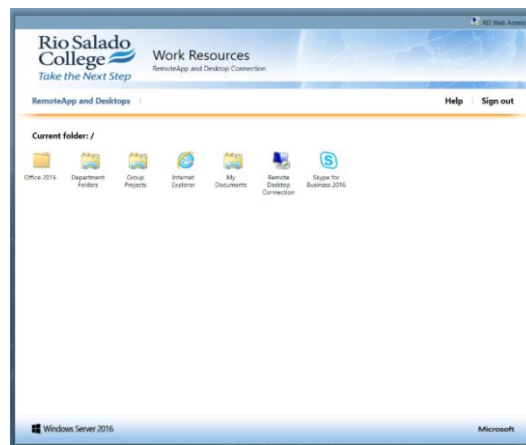 RD Web Access
Rio Salado
College
Take the Next Step
Work Resources
RemoteApp and Desktop Connection
RemoteApp and Desktops
Help
Sign out
Current folder: /
Office 2016
Department
Folders
Group
Projects
Internet
Explorer
My
Documents
Remote
Desktop
Connection
Skype for
Business 2016
Windows Server 2016
Microsoft